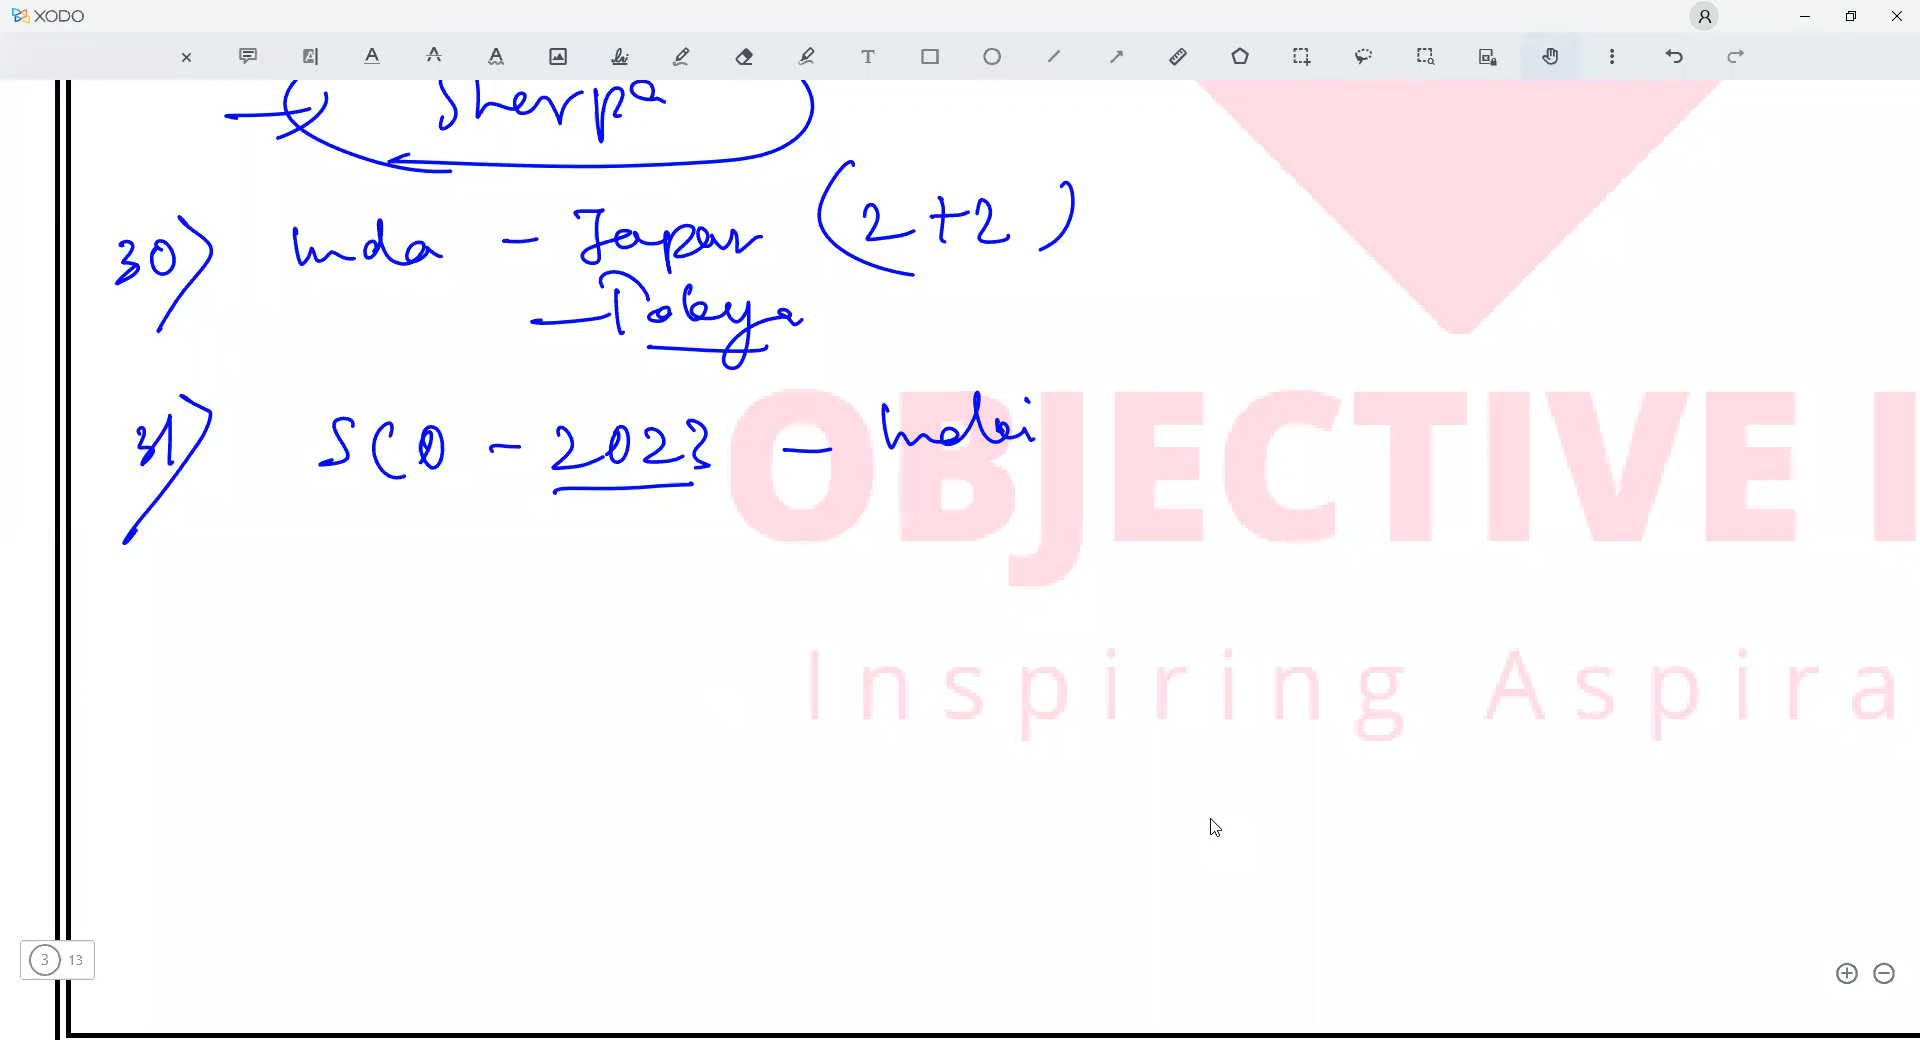 XODO
Sherpa
30) India - Japan (2+2)
- Tokyo
31) SCO - 2023 - India
OBJECTIVE I
Inspiring Aspira
3 13